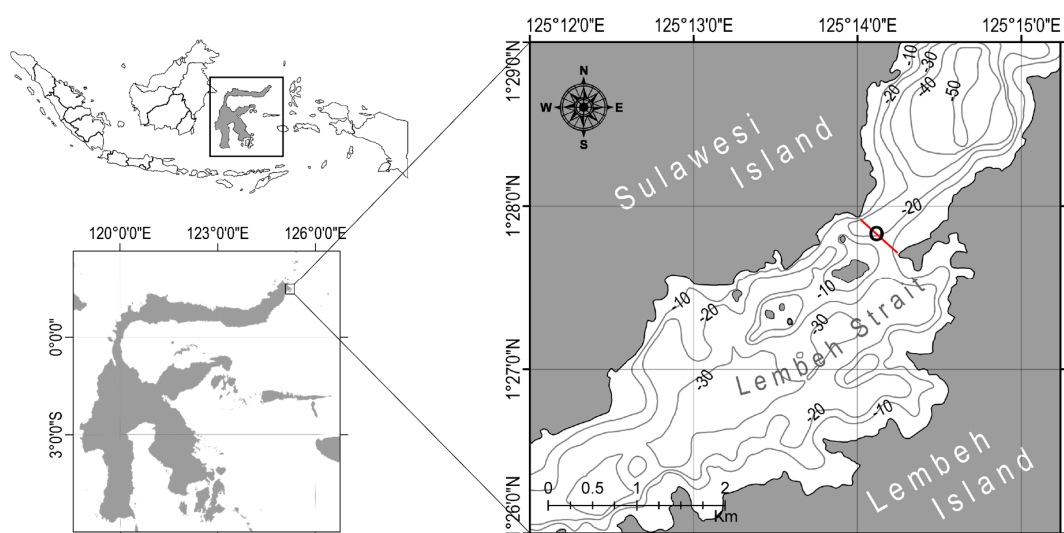 125°12'0"E 125°13'0"E 125°14'0"E 125°15'0"E
1°29'0"N
1°28'0"N
1°27'0"N
1°26'0"N
N
W E
S
Sulawesi
Island
-10
-30
-20
-40
-50
-20
-10
-10
-20
-30
-30
-20
-10
Lembeh Strait
Lembeh
Island
0 0.5 1 2
Km
120°0'0"E 123°0'0"E 126°0'0"E
0°0'0"
3°0'0"S